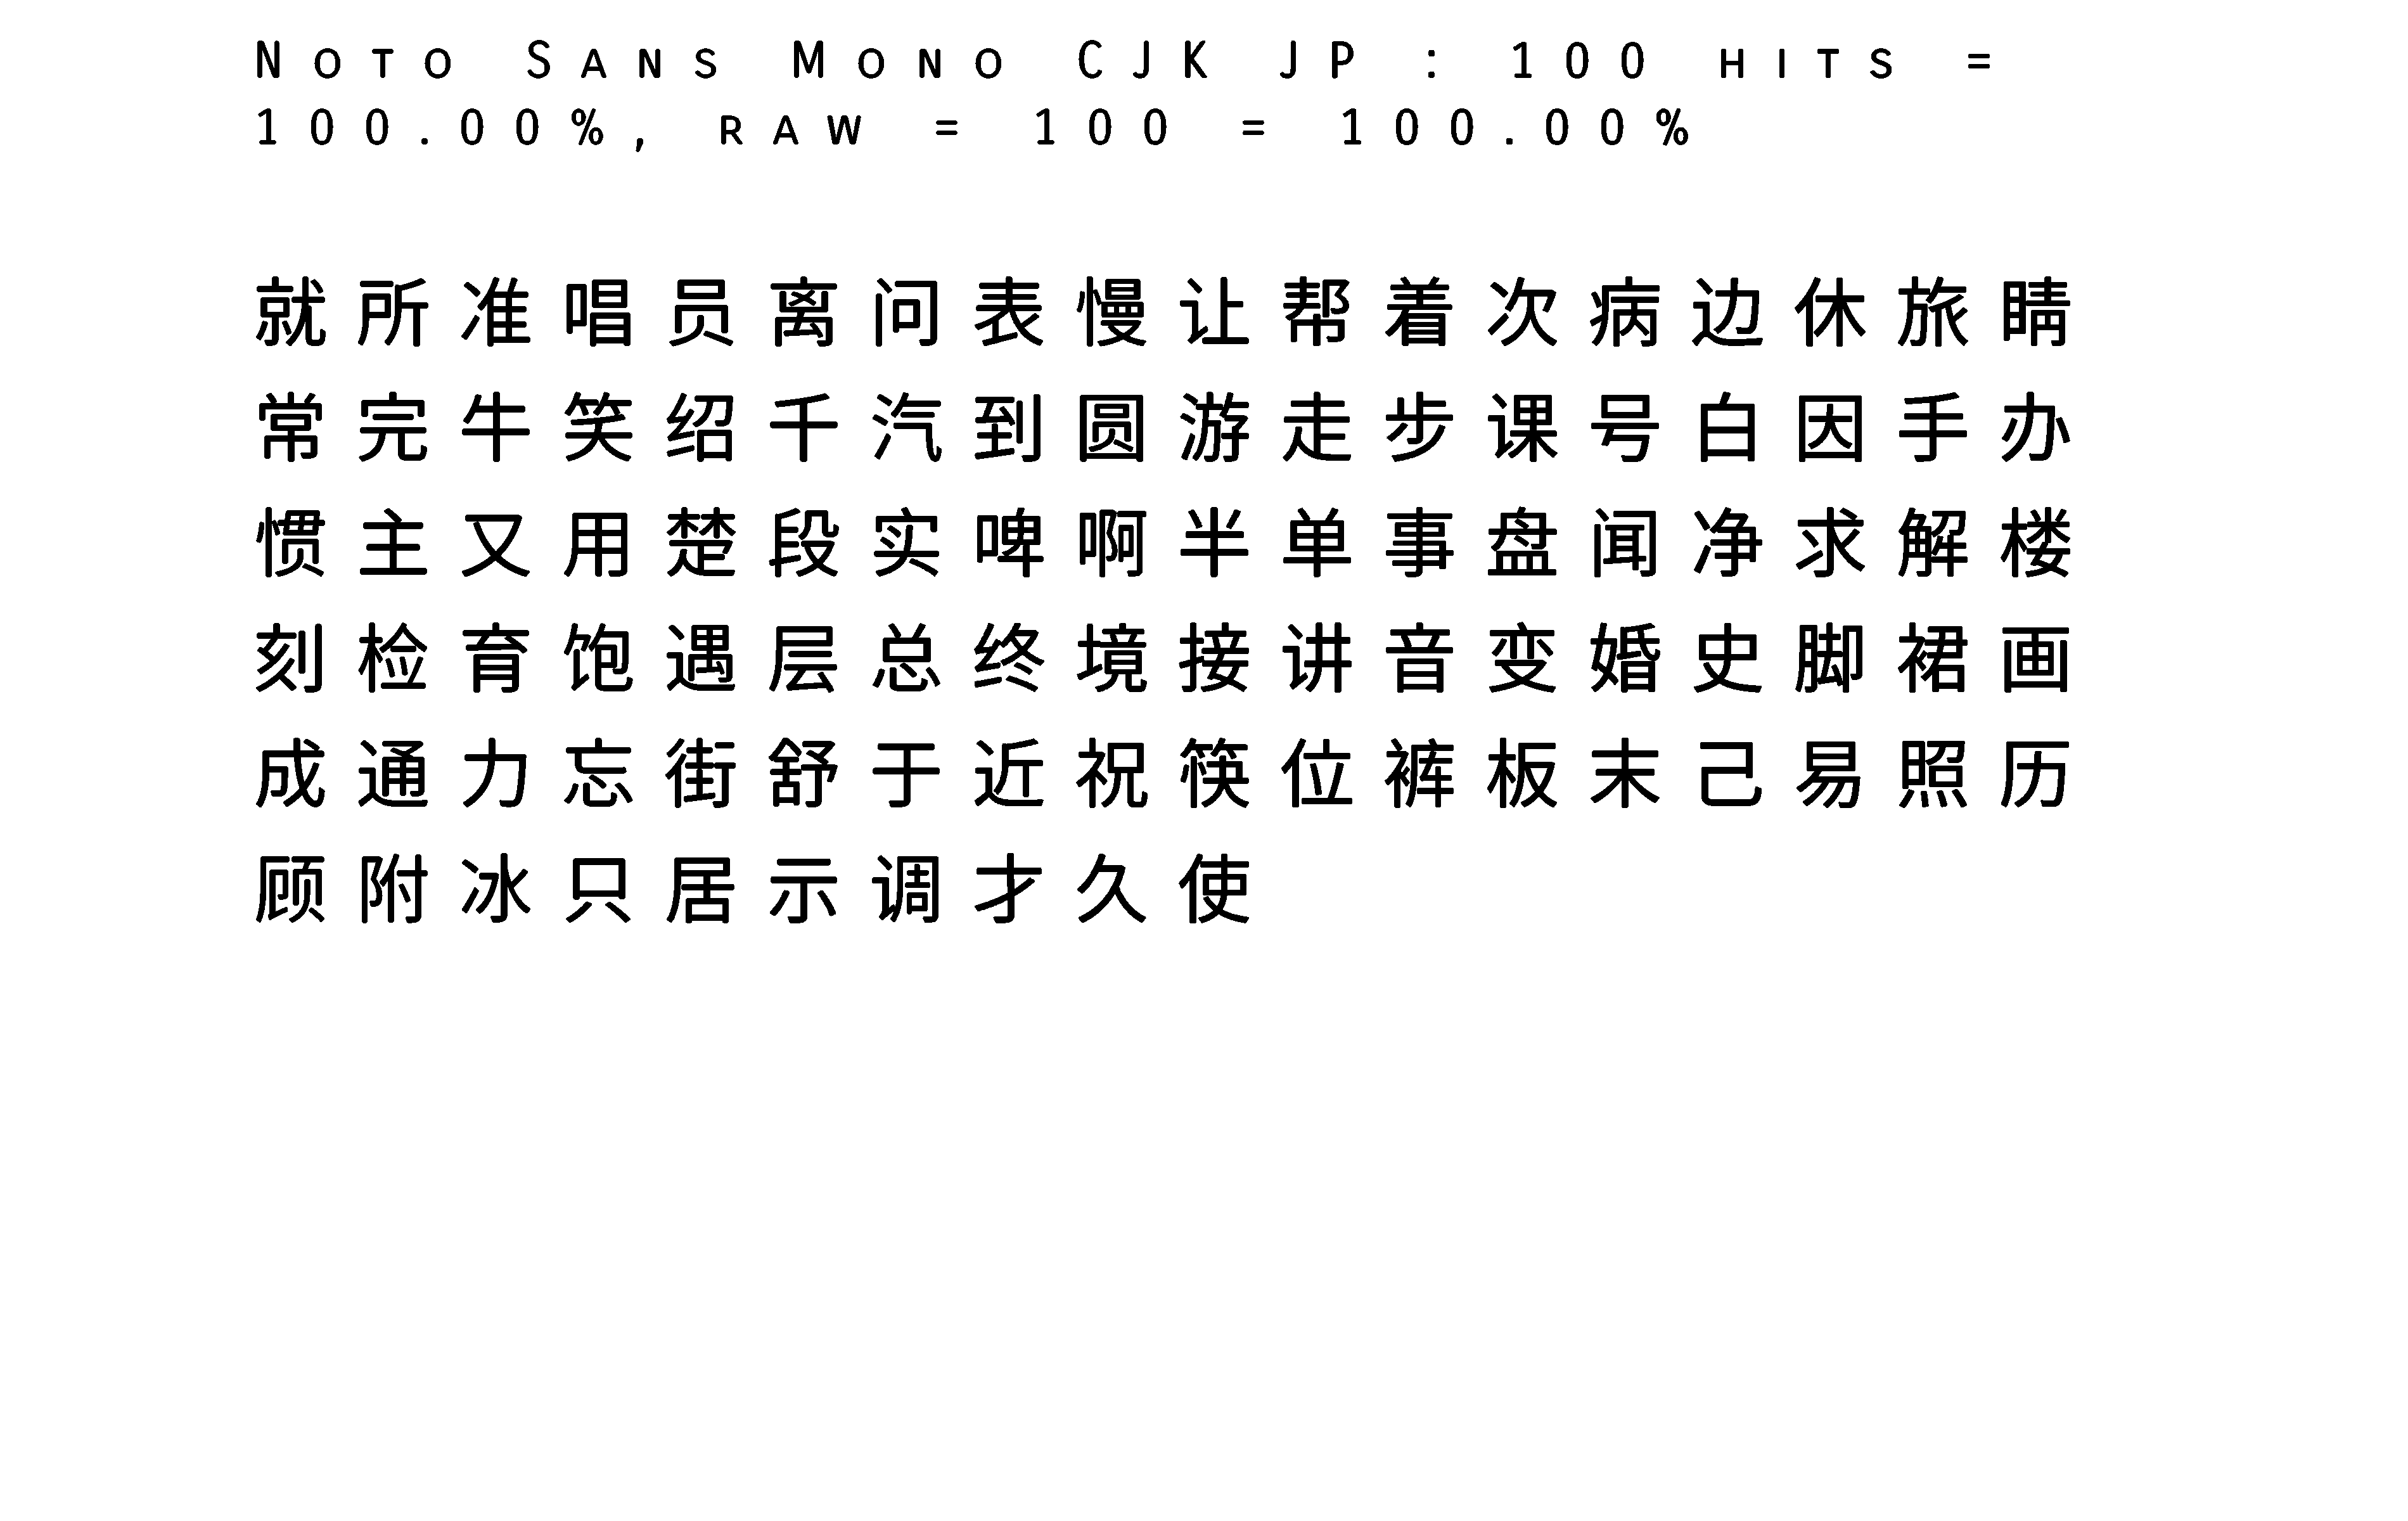 Noto Sans Mono CJK JP : 100 hits =
100.00%, raw = 100 = 100.00%
就所准唱员离问表慢让帮着次病边休旅睛
常完牛笑绍千汽到圆游走步课号白因手办
惯主又用楚段实啤啊半单事盘闻净求解楼
刻检育饱遇层总终境接讲音变婚史脚裙画
成通力忘街舒于近祝筷位裤板末己易照历
顾附冰只居示调才久使